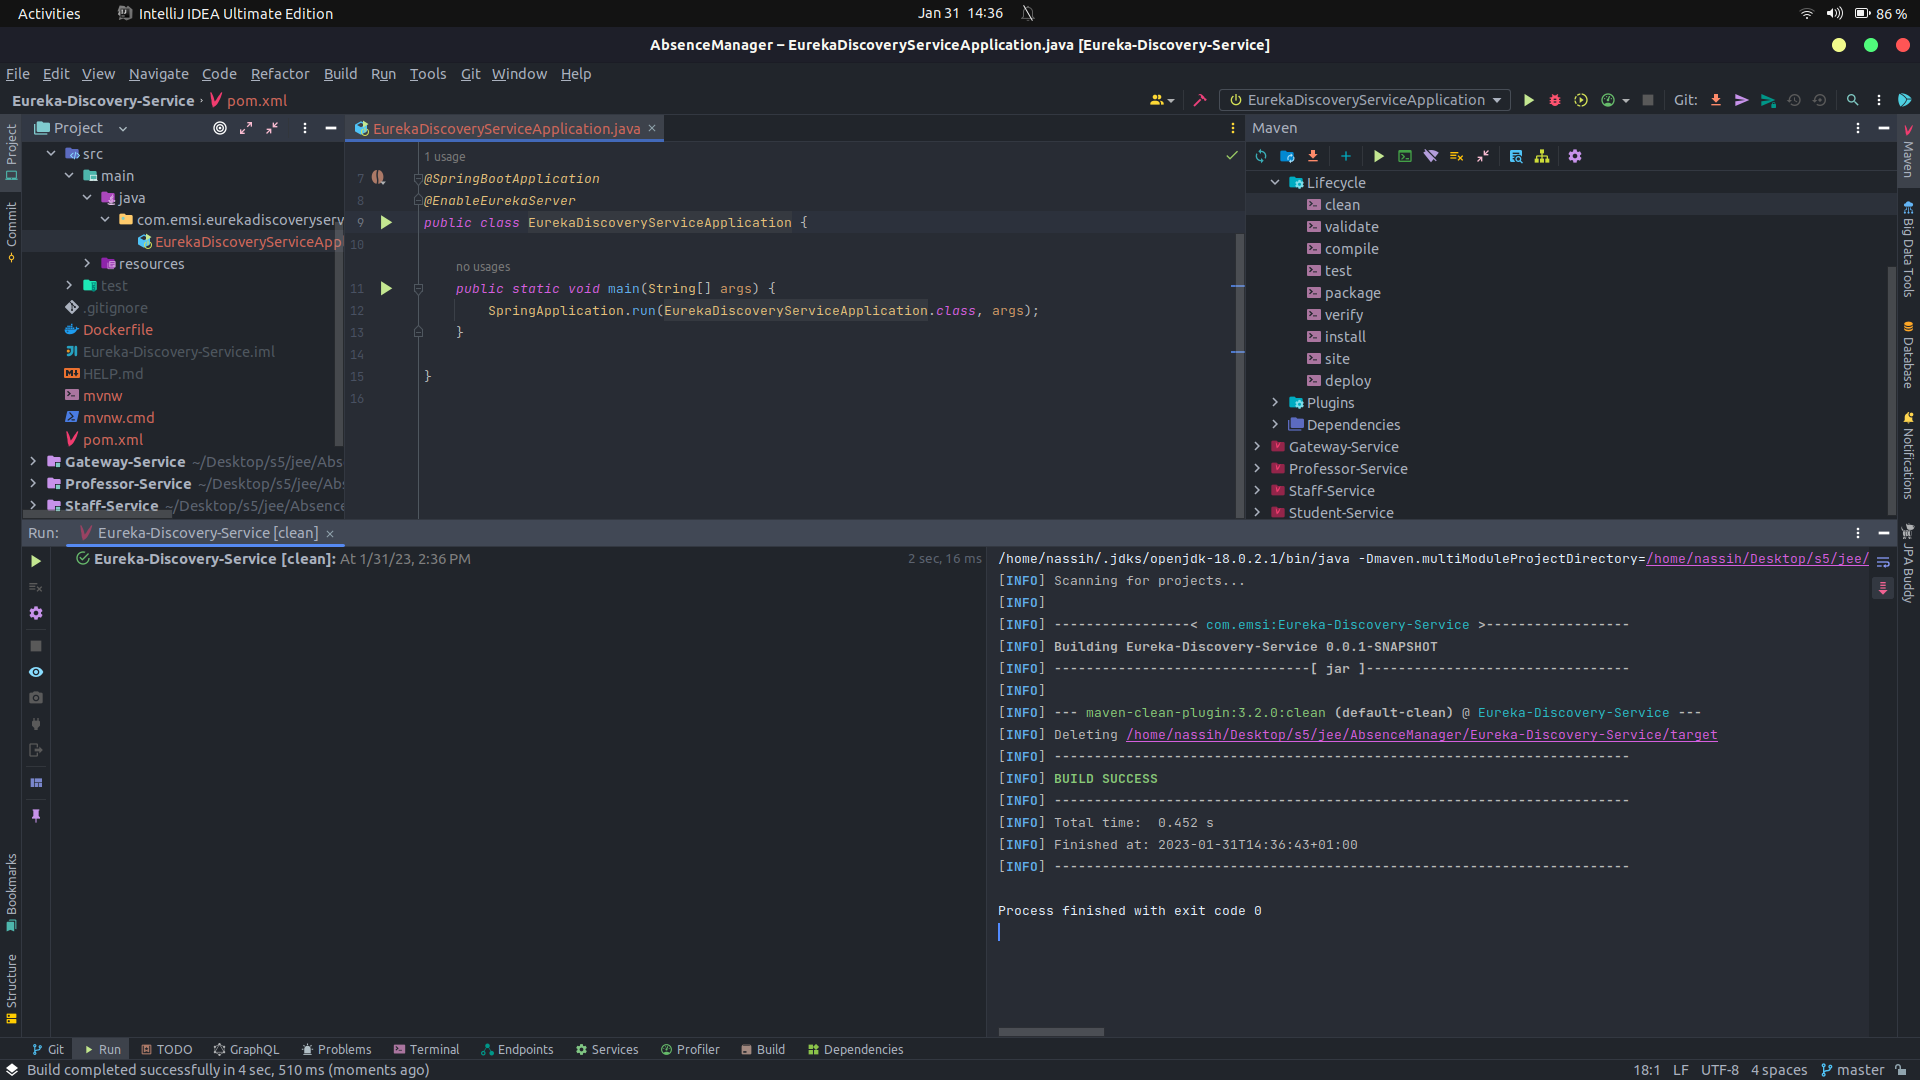 Activities
IntelliJ IDEA Ultimate Edition
Jan 31 14:36
86 %
AbsenceManager – EurekaDiscoveryServiceApplication.java [Eureka-Discovery-Service]
File Edit View Navigate Code Refactor Build Run Tools Git Window Help
Eureka-Discovery-Service › pom.xml
EurekaDiscoveryServiceApplication
Git:
Project
EurekaDiscoveryServiceApplication.java
Maven
src
main
java
com.emsi.eurekadiscoveryserv
EurekaDiscoveryServiceApp
resources
test
.gitignore
Dockerfile
Eureka-Discovery-Service.iml
HELP.md
mvnw
mvnw.cmd
pom.xml
Gateway-Service ~/Desktop/s5/jee/Abs
Professor-Service ~/Desktop/s5/jee/Ab
Staff-Service ~/Desktop/s5/jee/Absence
1 usage
7 @SpringBootApplication
8 @EnableEurekaServer
9 public class EurekaDiscoveryServiceApplication {
10
no usages
11 public static void main(String[] args) {
12 SpringApplication.run(EurekaDiscoveryServiceApplication.class, args);
13 }
14
15 }
16
Lifecycle
clean
validate
compile
test
package
verify
install
site
deploy
Plugins
Dependencies
Gateway-Service
Professor-Service
Staff-Service
Student-Service
Project
Commit
Bookmarks
Structure
Maven
Big Data Tools
Database
Notifications
JPA Buddy
Run: Eureka-Discovery-Service [clean]
Eureka-Discovery-Service [clean]: At 1/31/23, 2:36 PM
2 sec, 16 ms
/home/nassih/.jdks/openjdk-18.0.2.1/bin/java -Dmaven.multiModuleProjectDirectory=/home/nassih/Desktop/s5/jee/
[INFO] Scanning for projects...
[INFO]
[INFO] -----------------< com.emsi:Eureka-Discovery-Service >------------------
[INFO] Building Eureka-Discovery-Service 0.0.1-SNAPSHOT
[INFO] --------------------------------[ jar ]---------------------------------
[INFO]
[INFO] --- maven-clean-plugin:3.2.0:clean (default-clean) @ Eureka-Discovery-Service ---
[INFO] Deleting /home/nassih/Desktop/s5/jee/AbsenceManager/Eureka-Discovery-Service/target
[INFO] ------------------------------------------------------------------------
[INFO] BUILD SUCCESS
[INFO] ------------------------------------------------------------------------
[INFO] Total time:  0.452 s
[INFO] Finished at: 2023-01-31T14:36:43+01:00
[INFO] ------------------------------------------------------------------------
Process finished with exit code 0
Git Run TODO GraphQL Problems Terminal Endpoints Services Profiler Build Dependencies
Build completed successfully in 4 sec, 510 ms (moments ago)
18:1 LF UTF-8 4 spaces master